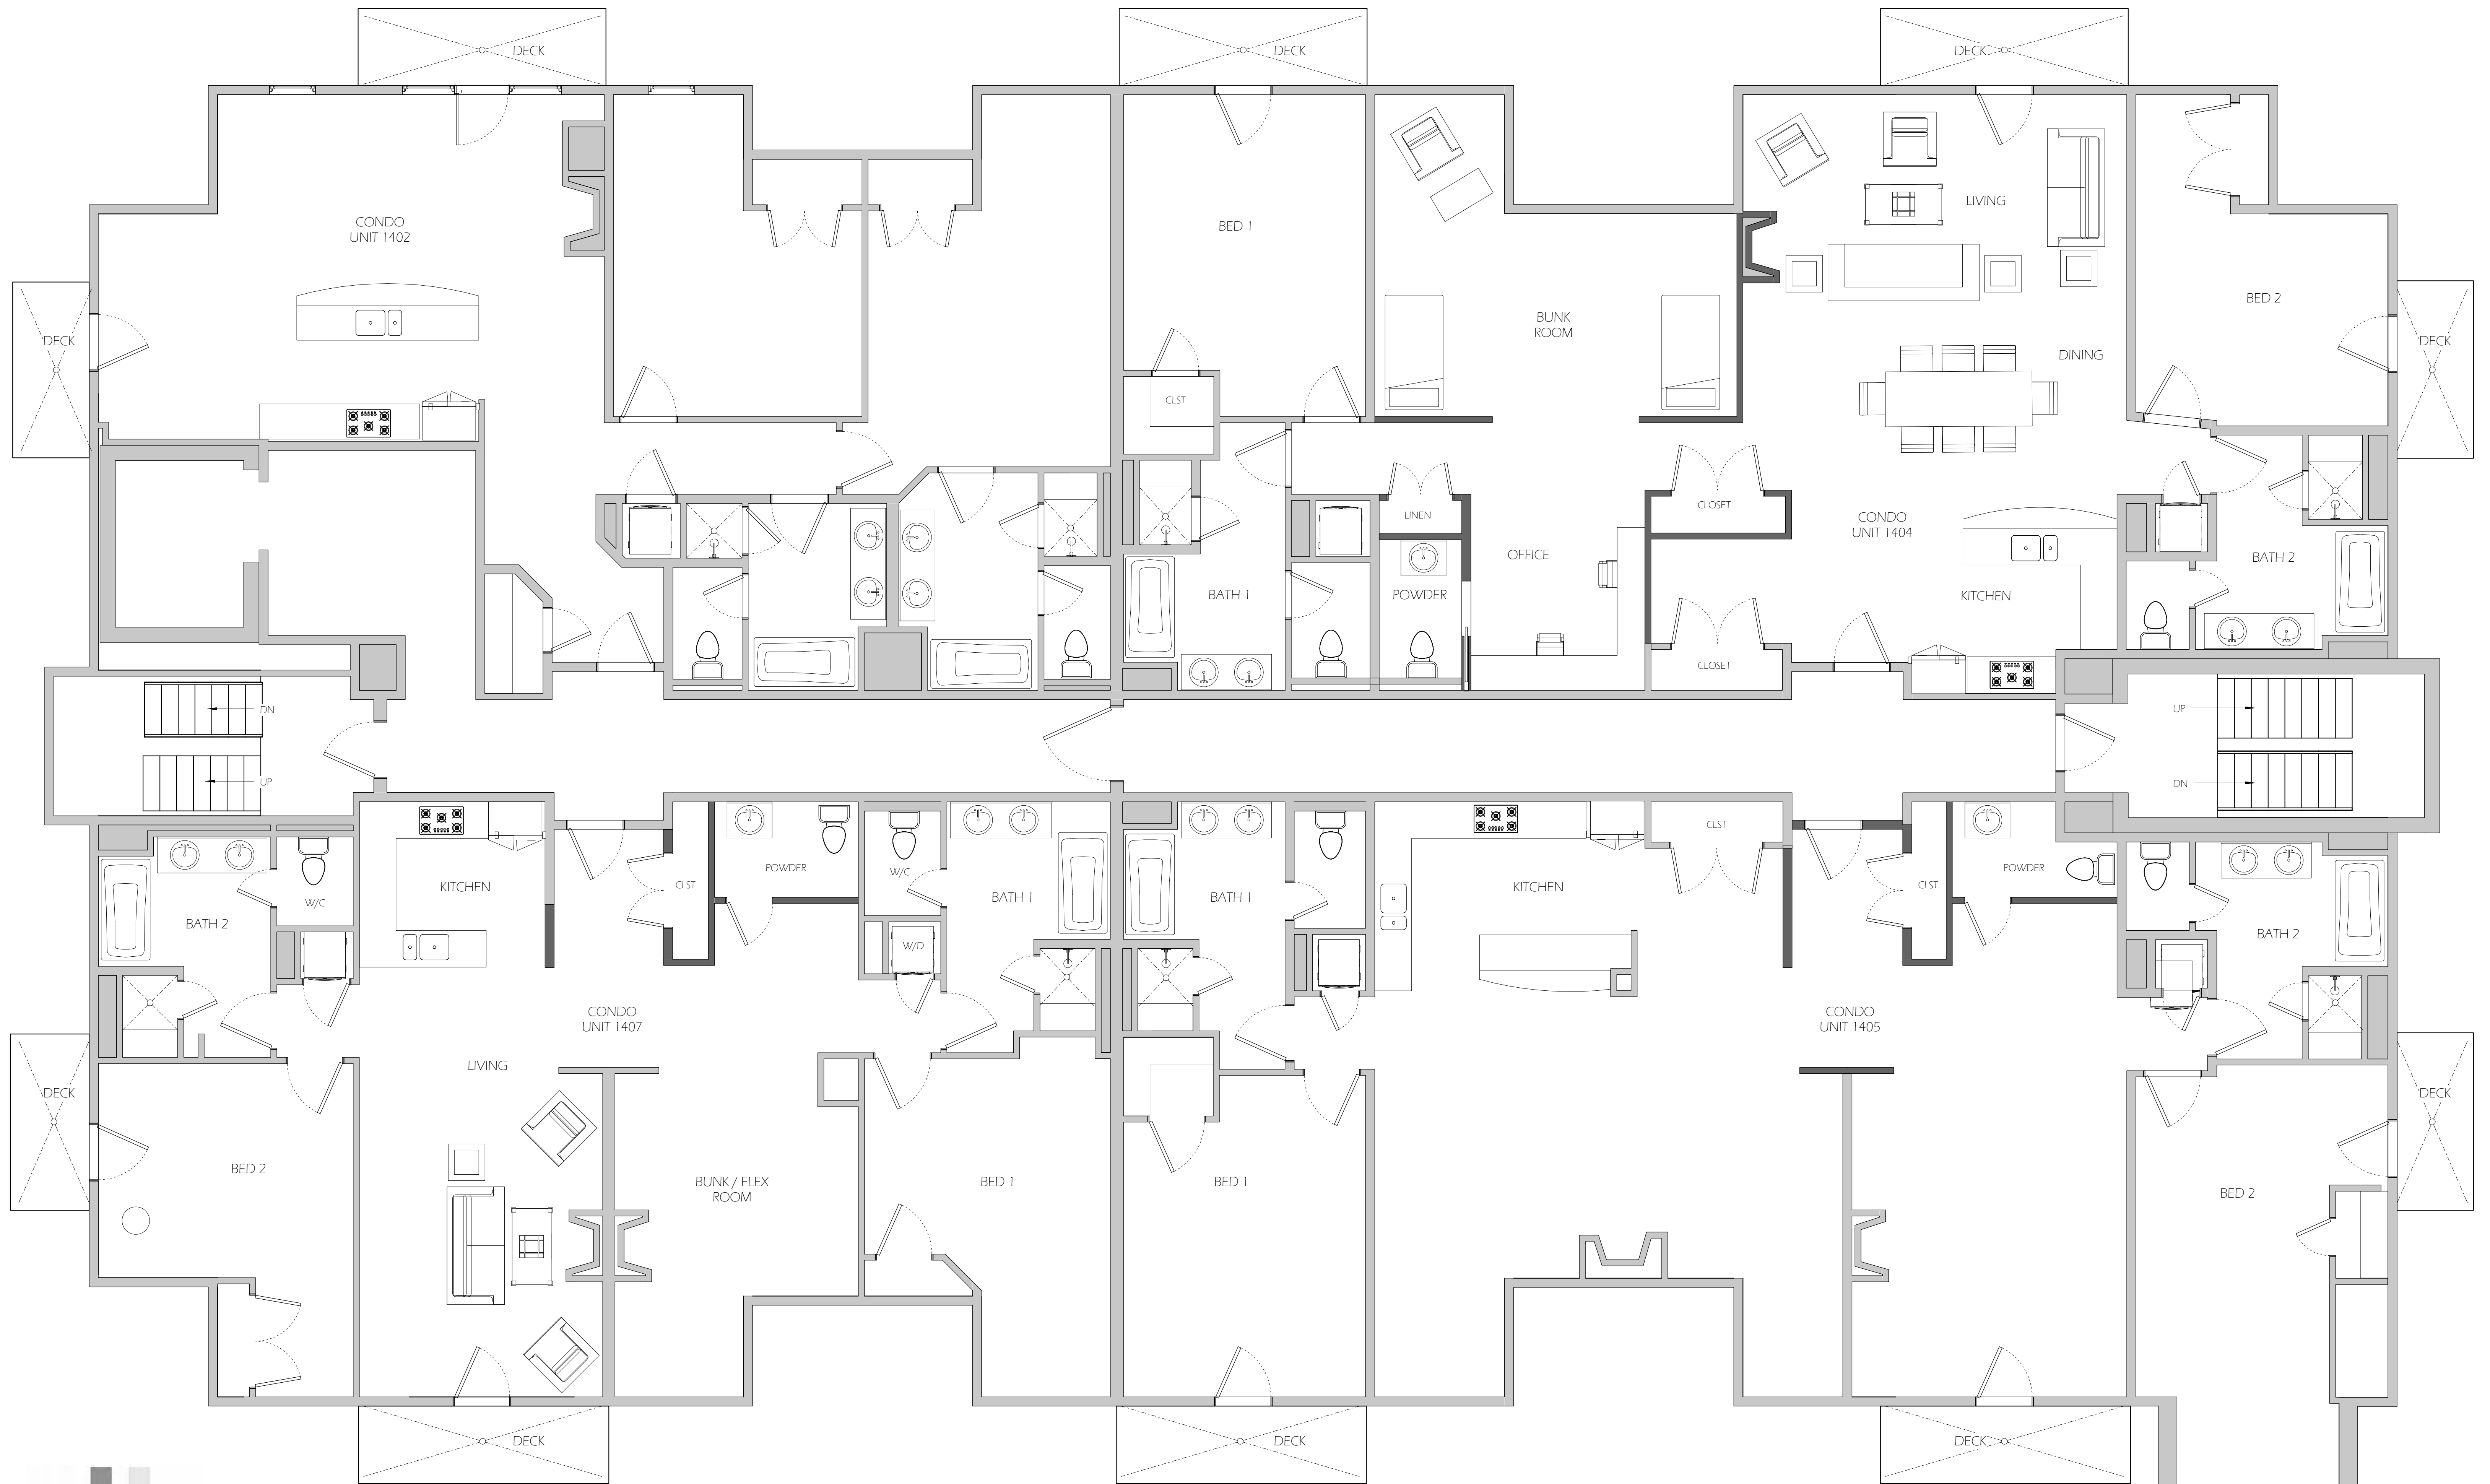 DECK
DECK
DECK
CONDO
UNIT 1402
BED 1
LIVING
BED 2
BUNK
ROOM
DECK
DINING
DECK
CLST
LINEN
CLOSET
CONDO
UNIT 1404
OFFICE
BATH 2
BATH 1
POWDER
KITCHEN
CLOSET
DN
UP
UP
DN
CLST
POWDER
W/C
KITCHEN
CLST
BATH 1
BATH 1
KITCHEN
POWDER
CLST
W/C
BATH 2
BATH 2
W/D
CONDO
UNIT 1407
CONDO
UNIT 1405
LIVING
DECK
DECK
BED 2
BUNK / FLEX
ROOM
BED 1
BED 1
BED 2
DECK
DECK
DECK